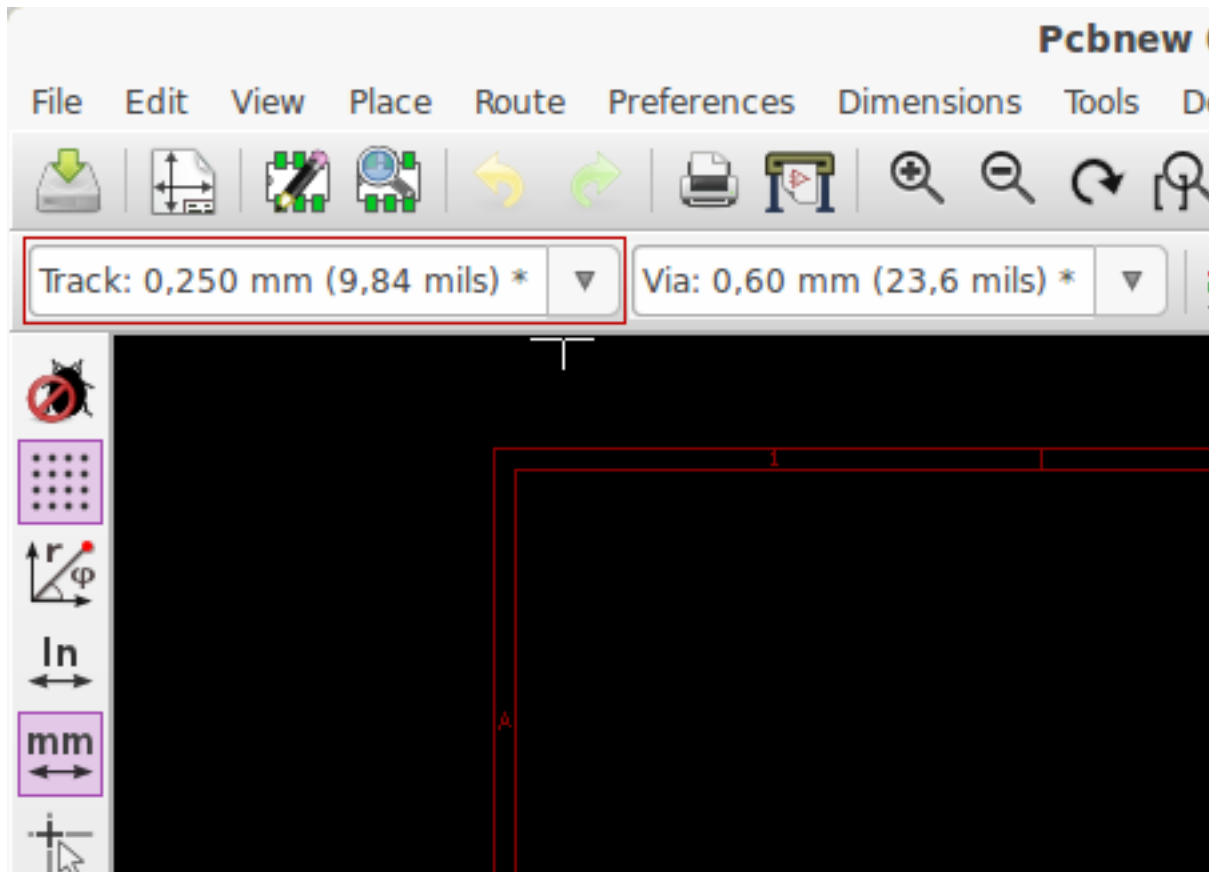 Pcbnew
File Edit View Place Route Preferences Dimensions Tools
Track: 0,250 mm (9,84 mils) * Via: 0,60 mm (23,6 mils) *
1
r
φ
In
mm
A